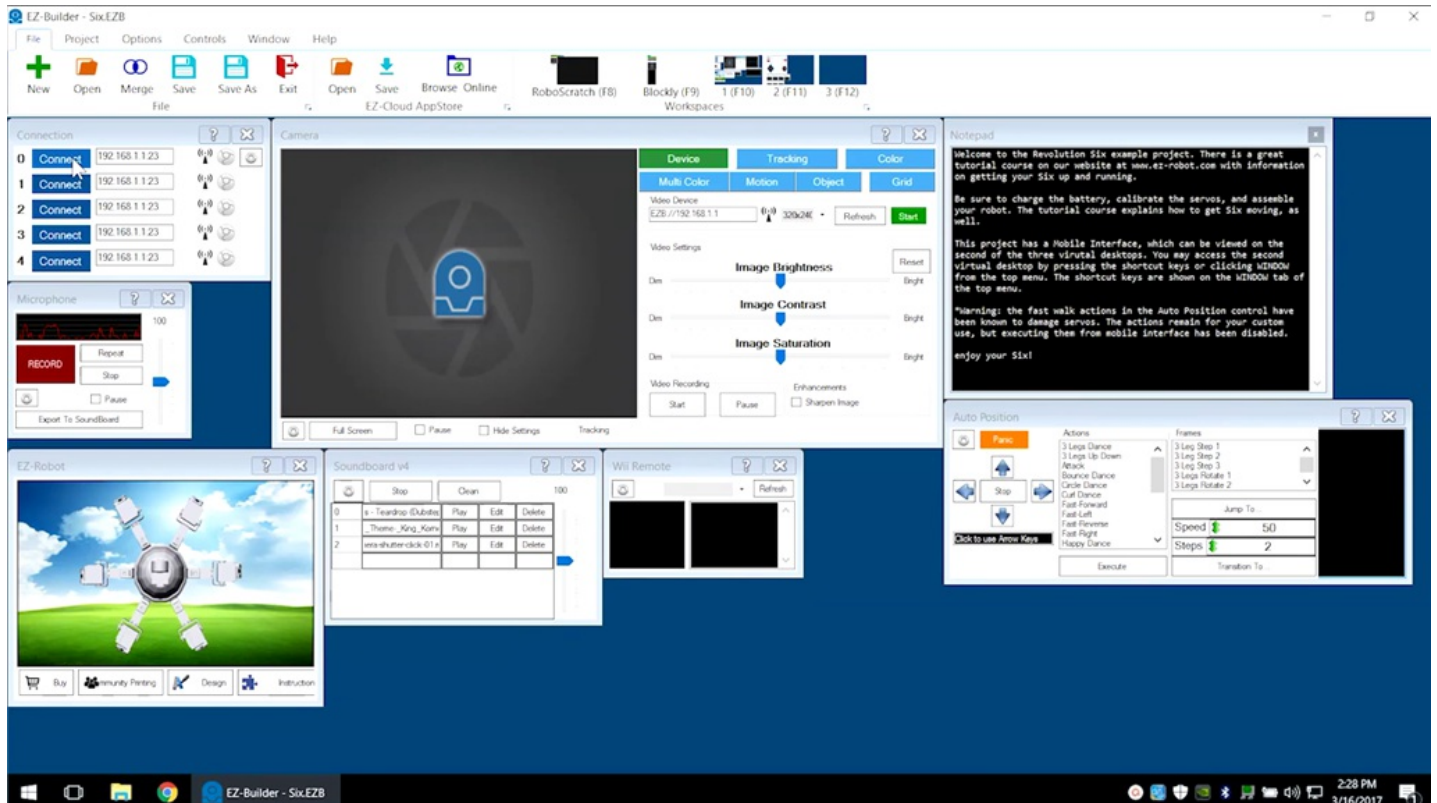 EZ-Builder - Six.EZB
File Project Options Controls Window Help
New Open Merge Save Save As Exit Open Save Browse Online RoboScratch (F8) Blockly (F9) 1 (F10) 2 (F11) 3 (F12)
File EZ-Cloud AppStore Workspaces
Connection
0 Connect 192.168.1.1:23
1 Connect 192.168.1.1:23
2 Connect 192.168.1.1:23
3 Connect 192.168.1.1:23
4 Connect 192.168.1.1:23
Microphone
100
RECORD
Repeat
Stop
Pause
Export To SoundBoard
Camera
Device Tracking Color
Multi Color Motion Object Grid
Video Device
EZB://192.168.1.1 Refresh Start
Video Settings
Reset
Image Brightness
Dim Bright
Image Contrast
Dim Bright
Image Saturation
Dim Bright
Video Recording
Enhancements
Start Pause Sharpen Image
Full Screen Pause Hide Settings Tracking
Notepad
Welcome to the Revolution Six example project. There is a great
tutorial course on our website at www.ez-robot.com with information
on getting your Six up and running.
Be sure to charge the battery, calibrate the servos, and assemble
your robot. The tutorial course explains how to get Six moving, as
well.
This project has a Mobile Interface, which can be viewed on the
second of the three virutal desktops. You may access the second
virtual desktop by pressing the shortcut keys or clicking WINDOW
from the top menu. The shortcut keys are shown on the WINDOW tab of
the top menu.
*Warning: the fast walk actions in the Auto Position control have
been known to damage servos. The actions remain for your custom
use, but executing them from mobile interface has been disabled.
enjoy your Six!
EZ-Robot
Buy mmunity Printing Design Instruction
Soundboard v4
Stop Clean 100
0 s - Teardrop (Dubste Play Edit Delete
1 _Theme-_King_ Play Edit Delete
2 era-shutter-click-01 Play Edit Delete
Wii Remote
Refresh
Auto Position
Panic
Stop
Click to use Arrow Keys
Actions
3 Legs Dance
3 Legs Up Down
Attack
Bounce Dance
Circle Dance
Curl Dance
Fast-Forward
Fast-Left
Fast-Reverse
Fast-Right
Happy Dance
Execute
Frames
3 Leg Step 1
3 Leg Step 2
3 Leg Step 3
3 Legs Rotate 1
3 Legs Rotate 2
Jump To...
Speed 50
Steps 2
Transition To...
EZ-Builder - Six.EZB
2:28 PM
3/16/2017